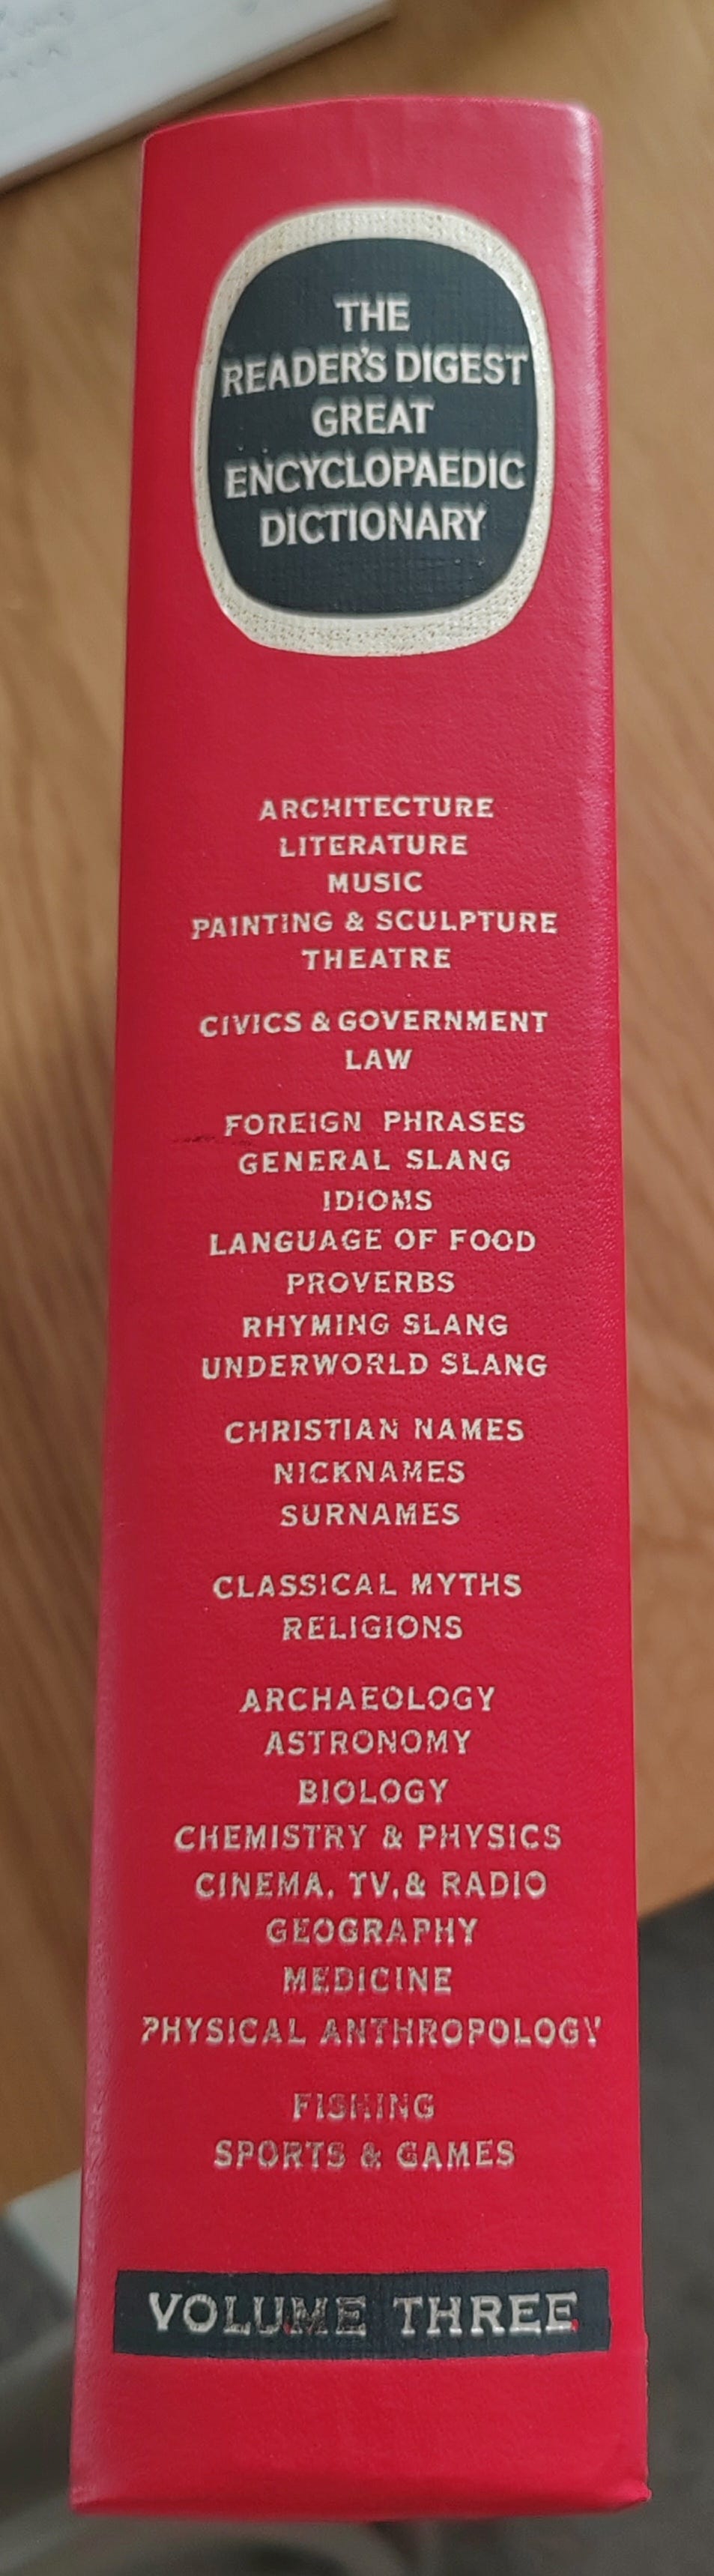 THE
READER'S DIGEST
GREAT
ENCYCLOPAEDIC
DICTIONARY
ARCHITECTURE
LITERATURE
MUSIC
PAINTING & SCULPTURE
THEATRE
CIVICS & GOVERNMENT
LAW
FOREIGN PHRASES
GENERAL SLANG
IDIOMS
LANGUAGE OF FOOD
PROVERBS
RHYMING SLANG
UNDERWORLD SLANG
CHRISTIAN NAMES
NICKNAMES
SURNAMES
CLASSICAL MYTHS
RELIGIONS
ARCHAEOLOGY
ASTRONOMY
BIOLOGY
CHEMISTRY & PHYSICS
CINEMA, TV, & RADIO
GEOGRAPHY
MEDICINE
PHYSICAL ANTHROPOLOGY
FISHING
SPORTS & GAMES
VOLUME THREE